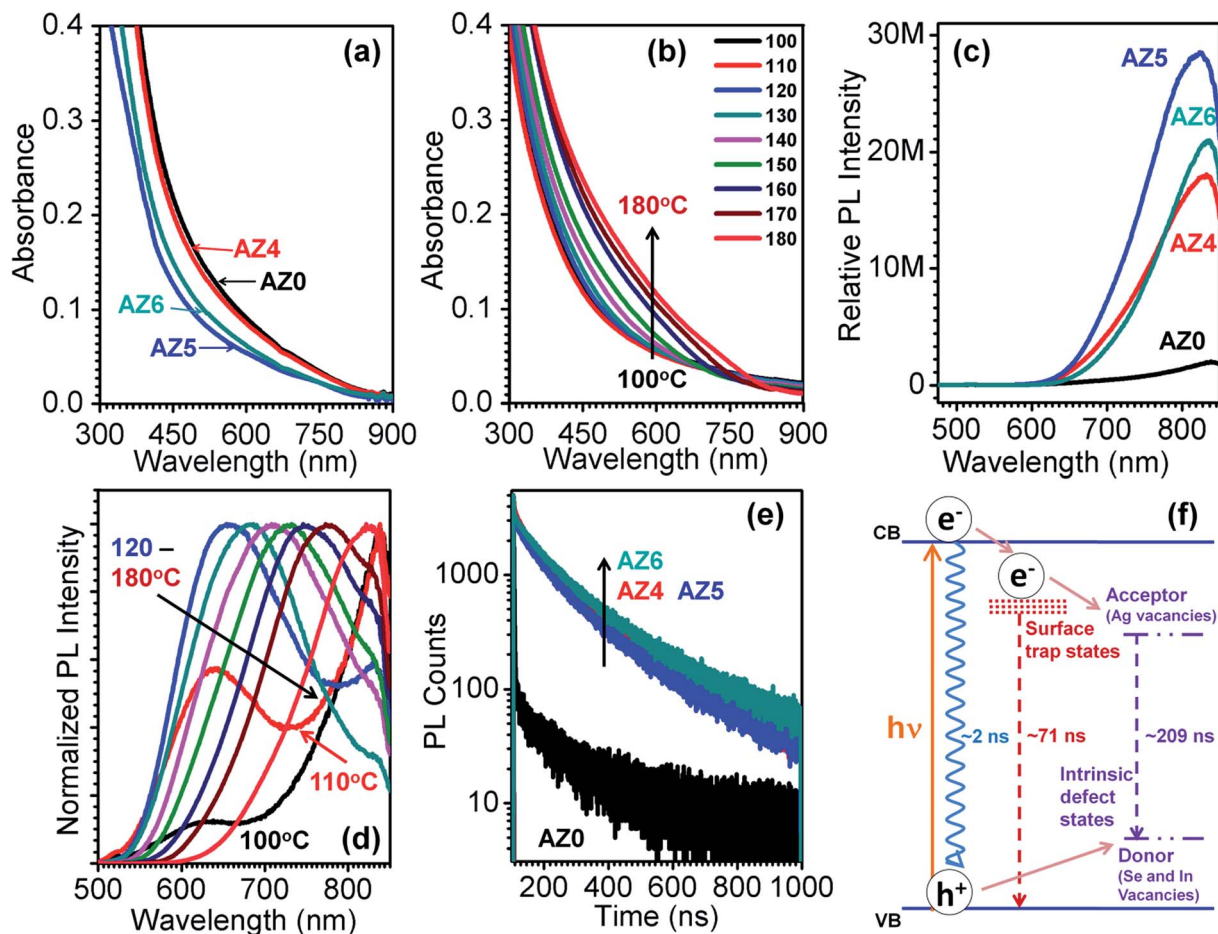 (a)
0.4
0.3
0.2
0.1
0.0
Absorbance
AZ4
AZ0
AZ6
AZ5
300 450 600 750 900
Wavelength (nm)
(b)
0.4
0.3
0.2
0.1
0.0
Absorbance
100
110
120
130
140
150
160
170
180
180°C
100°C
300 450 600 750 900
Wavelength (nm)
(c)
30M
20M
10M
0
Relative PL Intensity
AZ5
AZ6
AZ4
AZ0
500 600 700 800
Wavelength (nm)
Normalized PL Intensity
120 –
180°C
110°C
100°C
(d)
500 600 700 800
Wavelength (nm)
(e)
1000
100
10
PL Counts
AZ6
AZ4 AZ5
AZ0
200 400 600 800 1000
Time (ns)
(f)
CB
e-
e-
Acceptor
(Ag vacancies)
Surface
trap states
hν
~2 ns
~71 ns
~209 ns
Intrinsic
defect
states
Donor
(Se and In
Vacancies)
h+
VB